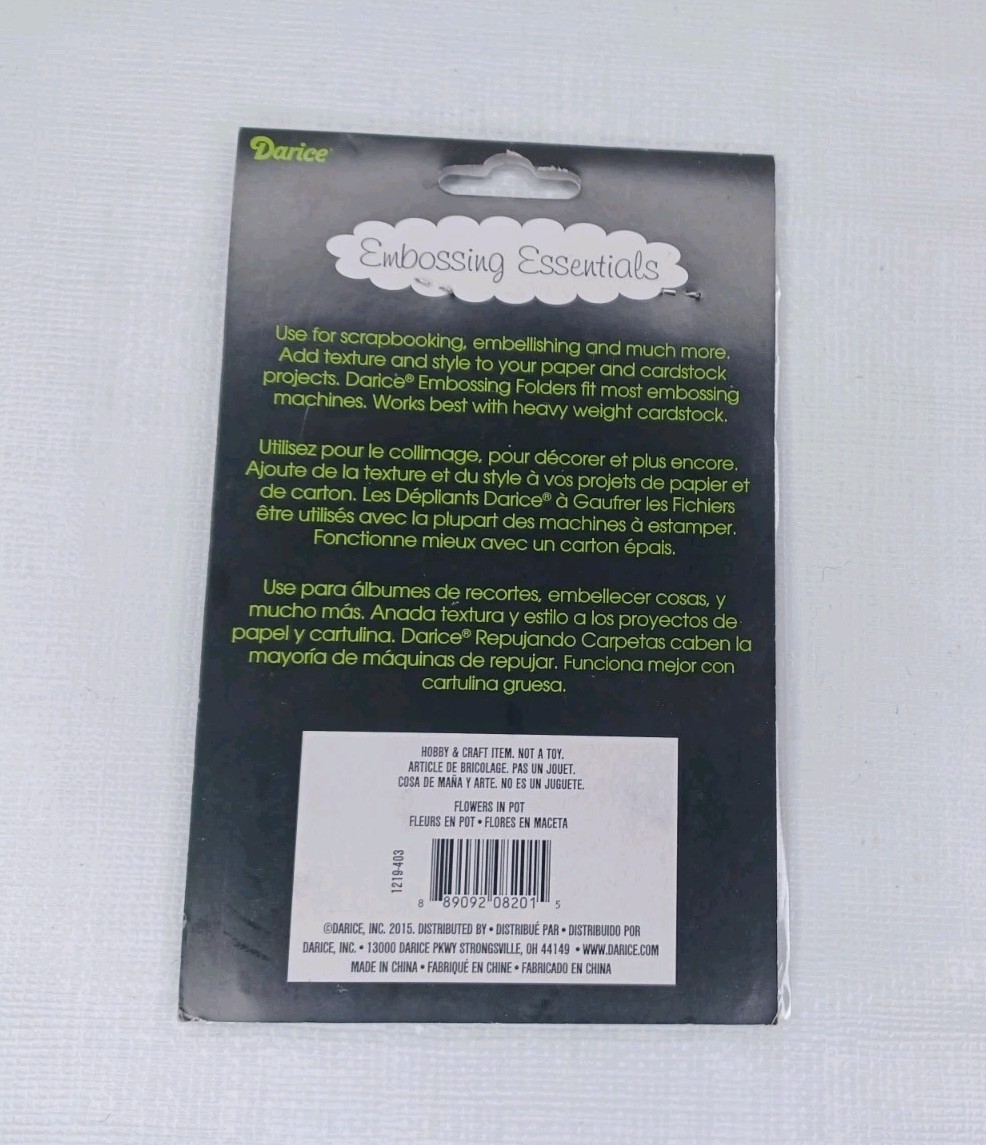 Darice
Embossing Essentials
Use for scrapbooking, embellishing and much more.
Add texture and style to your paper and cardstock
projects. Darice® Embossing Folders fit most embossing
machines. Works best with heavy weight cardstock.
Utilisez pour le collimage, pour décorer et plus encore.
Ajoute de la texture et du style à vos projets de papier et
de carton. Les Dépliants Darice® à Gaufrer les Fichiers
être utilisés avec la plupart des machines à estamper.
Fonctionne mieux avec un carton épais.
Use para álbumes de recortes, embellecer cosas, y
mucho más. Anada textura y estilo a los proyectos de
papel y cartulina. Darice® Repujando Carpetas caben la
mayoría de máquinas de repujar. Funciona mejor con
cartulina gruesa.
HOBBY & CRAFT ITEM. NOT A TOY.
ARTICLE DE BRICOLAGE. PAS UN JOUET.
COSA DE MAÑA Y ARTE. NO ES UN JUGUETE.
FLOWERS IN POT
FLEURS EN POT • FLORES EN MACETA
1219-403
8 89092 08201 5
©DARICE, INC. 2015. DISTRIBUTED BY • DISTRIBUÉ PAR • DISTRIBUIDO POR
DARICE, INC. • 13000 DARICE PKWY STRONGSVILLE, OH 44149 • WWW.DARICE.COM
MADE IN CHINA • FABRIQUÉ EN CHINE • FABRICADO EN CHINA